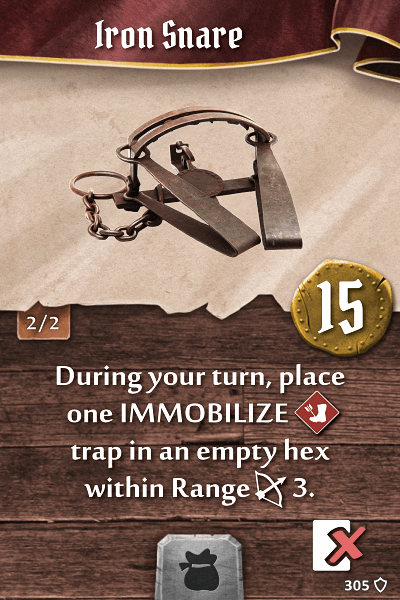 Iron Snare
15
2/2
During your turn, place
one IMMOBILIZE
trap in an empty hex
within Range 3.
305